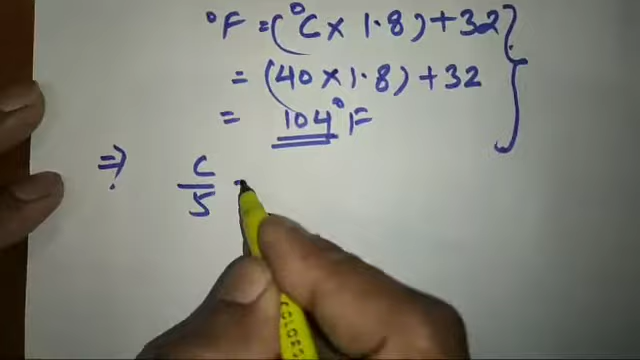 °F = (°C × 1.8) + 32
= (40 × 1.8) + 32
= 104° F
⇒ C/5 =